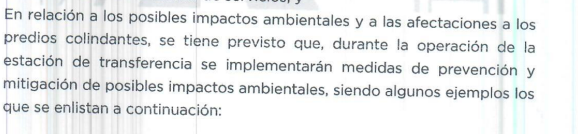 En relación a los posibles impactos ambientales y a las afectaciones a los
predios colindantes, se tiene previsto que, durante la operación de la
estación de transferencia se implementarán medidas de prevención y
mitigación de posibles impactos ambientales, siendo algunos ejemplos los
que se enlistan a continuación: